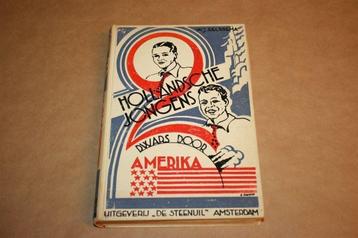 2
HOLLANDSCHE
JONGENS
DWARS DOOR
AMERIKA
UITGEVERIJ „DE STEENUIL" AMSTERDAM